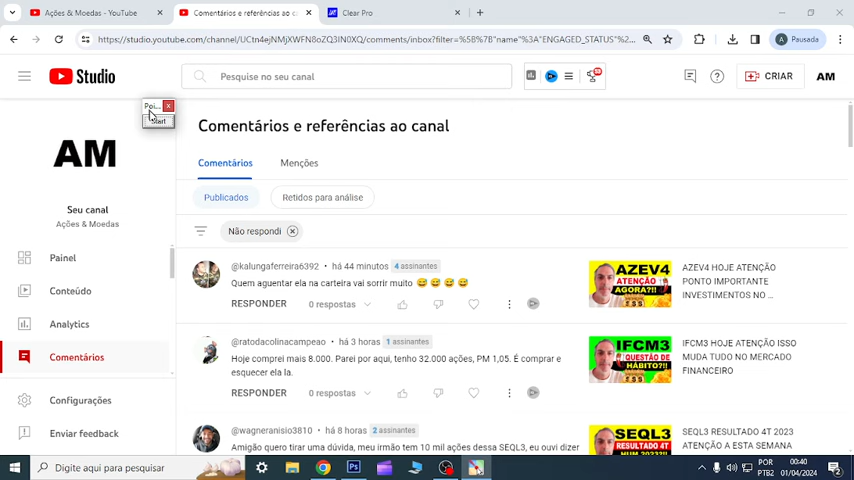 Ações & Moedas - YouTube
Comentários e referências ao ca
Clear Pro
https://studio.youtube.com/channel/UCtn4ejNMjXWFN8oZQ3IN0XQ/comments/inbox?filter=%5B%7B"name"%3A"ENGAGED_STATUS"%2...
A Pausada
Studio
Pesquise no seu canal
CRIAR
AM
Poi...
Start
AM
Seu canal
Ações & Moedas
Painel
Conteúdo
Analytics
Comentários
Configurações
Enviar feedback
Comentários e referências ao canal
Comentários Menções
Publicados Retidos para análise
Não respondi
@kalungaferreira6392 • há 44 minutos 4 assinantes
Quem aguentar ela na carteira vai sorrir muito 😅 😅 😅 😅
RESPONDER 0 respostas
AZEV4
ATENÇÃO
AGORA?!!
AZEV4 HOJE ATENÇÃO
PONTO IMPORTANTE
INVESTIMENTOS NO ...
@ratodacolinacampeao • há 3 horas 1 assinantes
Hoje comprei mais 8.000. Parei por aqui, tenho 32.000 ações, PM 1,05. É comprar e
esquecer ela la.
RESPONDER 0 respostas
IFCM3
QUESTÃO DE
HÁBITO?!
IFCM3 HOJE ATENÇÃO ISSO
MUDA TUDO NO MERCADO
FINANCEIRO
@wagneranisio3810 • há 8 horas 2 assinantes
Amigão quero tirar uma dúvida, meu irmão tem 10 mil ações dessa SEQL3, eu ouvi dizer
SEQL3
RESULTADO 4T
SEQL3 RESULTADO 4T 2023
ATENÇÃO A ESTA SEMANA
Digite aqui para pesquisar
POR
PTB2
00:40
01/04/2024
2